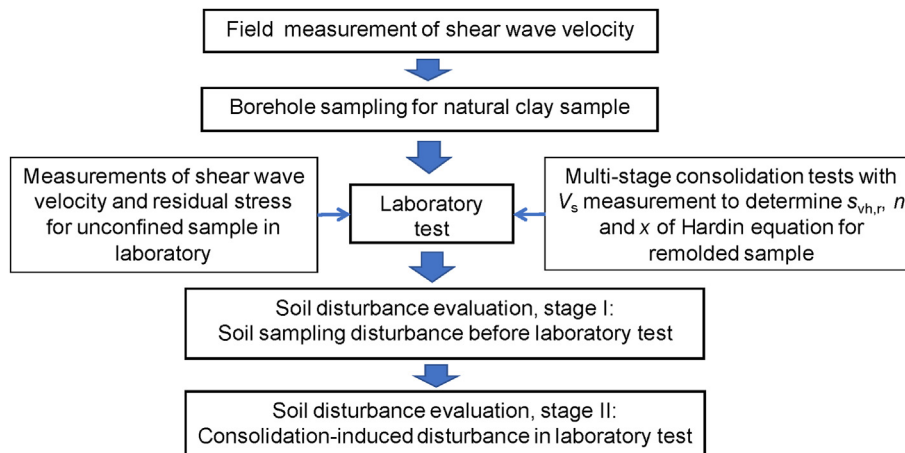 Field measurement of shear wave velocity
Borehole sampling for natural clay sample
Measurements of shear wave
velocity and residual stress
for unconfined sample in
laboratory
Laboratory
test
Multi-stage consolidation tests with
Vs measurement to determine svh,r, n
and x of Hardin equation for
remolded sample
Soil disturbance evaluation, stage I:
Soil sampling disturbance before laboratory test
Soil disturbance evaluation, stage II:
Consolidation-induced disturbance in laboratory test